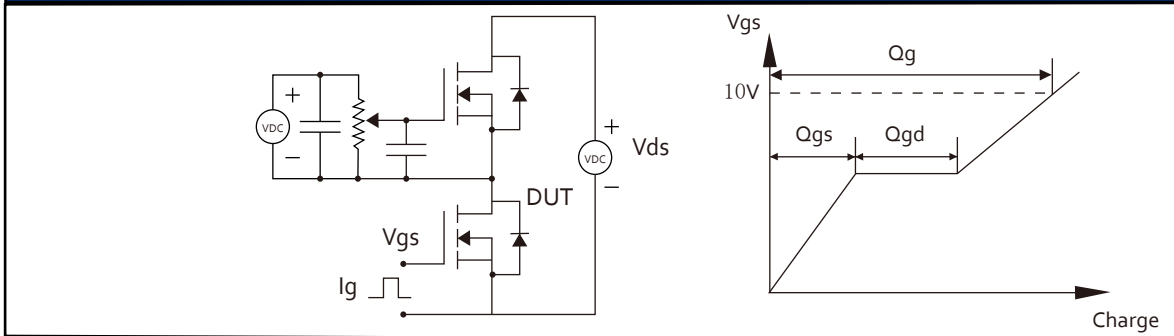 +
VDC
−
+
VDC
−
Vds
DUT
Vgs
Ig
Vgs
Qg
10V
Qgs
Qgd
Charge